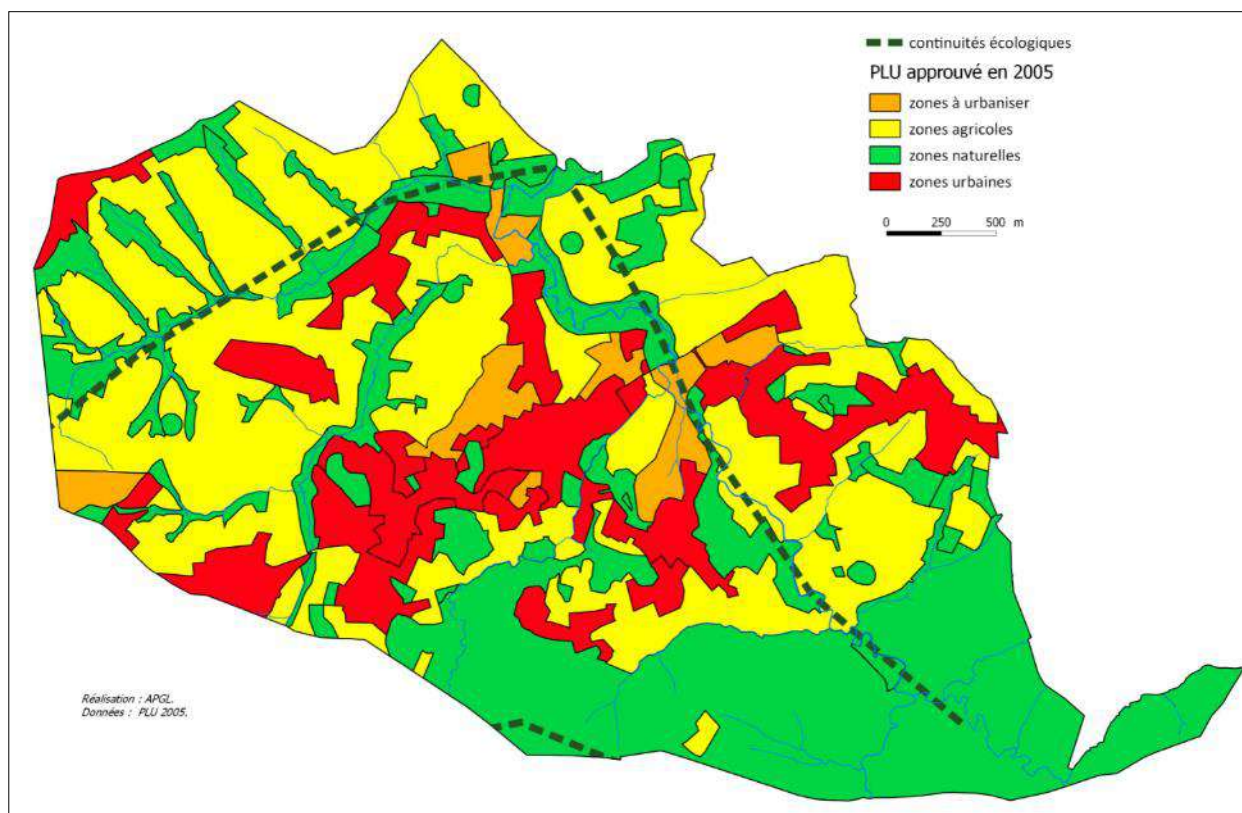 continuités écologiques
PLU approuvé en 2005
zones à urbaniser
zones agricoles
zones naturelles
zones urbaines
0 250 500 m
Réalisation : APGL.
Données : PLU 2005.